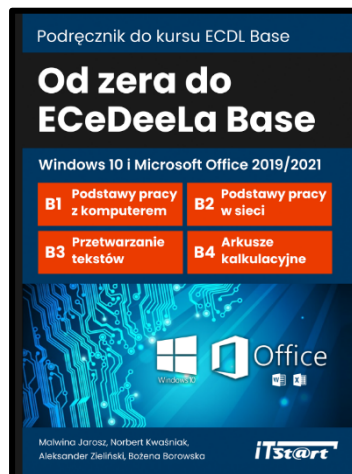 Podręcznik do kursu ECDL Base
Od zera do
ECeDeeLa Base
Windows 10 i Microsoft Office 2019/2021
B1 Podstawy pracy
z komputerem
B2 Podstawy pracy
w sieci
B3 Przetwarzanie
tekstów
B4 Arkusze
kalkulacyjne
Windows 10
Office
Malwina Jarosz, Norbert Kwaśniak,
Aleksander Zieliński, Bożena Borowska
iTSt@rt